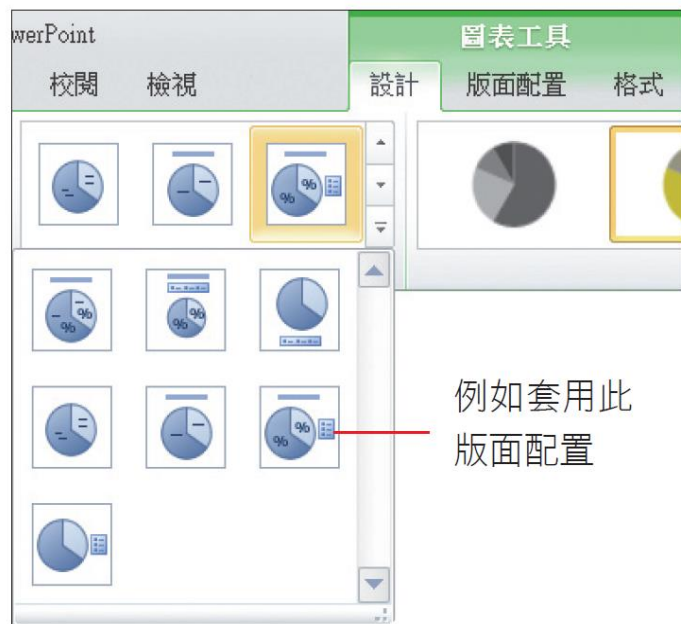 werPoint
圖表工具
校閱 檢視 設計 版面配置 格式
% %
% %
% %
% %
例如套用此
版面配置